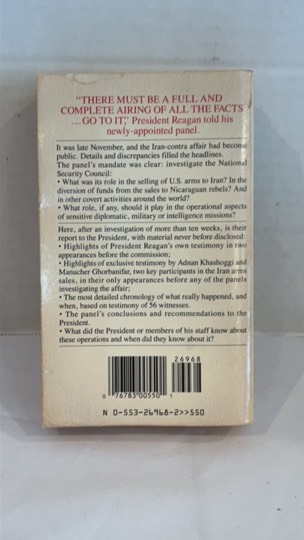 "THERE MUST BE A FULL AND
COMPLETE AIRING OF ALL THE FACTS
.... GO TO IT," President Reagan told his
newly-appointed panel.
It was late November, and the Iran-contra affair had become
public. Details and discrepancies filled the headlines.
The panel's mandate was clear: investigate the National
Security Council:
• What was its role in the selling of U.S. arms to Iran? In the
diversion of funds from the sales to Nicaraguan rebels? And
in other covert activities around the world?
• What role, if any, should it play in the operational aspects
of sensitive diplomatic, military or intelligence missions?
Here, after an investigation of more than ten weeks, is their
report to the President, with material never before disclosed:
• Highlights of President Reagan's own testimony in two
appearances before the commission;
• Highlights of exclusive testimony by Adnan Khashoggi and
Manucher Ghorbanifar, two key participants in the Iran arms
sales, in their only appearances before any of the panels
investigating the affair;
• The most detailed chronology of what really happened, and
when, based on testimony of 56 witnesses.
• The panel's conclusions and recommendations to the
President.
• What did the President or members of his staff know about
these operations and when did they know about it?
26968
0 76783 00550 1
N 0-553-26968-2>>550